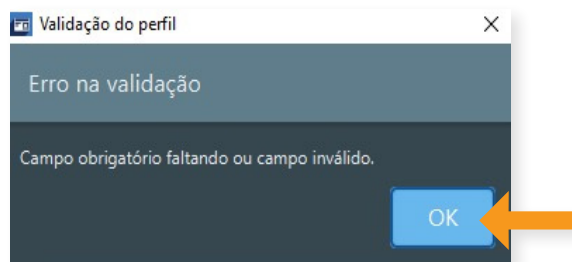 Validação do perfil
Erro na validação
Campo obrigatório faltando ou campo inválido.
OK